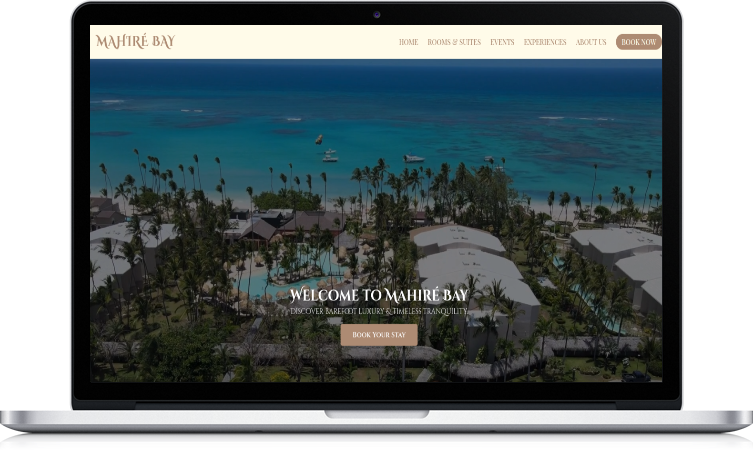 MAHIRÉ BAY
HOME ROOMS & SUITES EVENTS EXPERIENCES ABOUT US BOOK NOW
WELCOME TO MAHIRÉ BAY
DISCOVER BAREFOOT LUXURY & TIMELESS TRANQUILITY
BOOK YOUR STAY